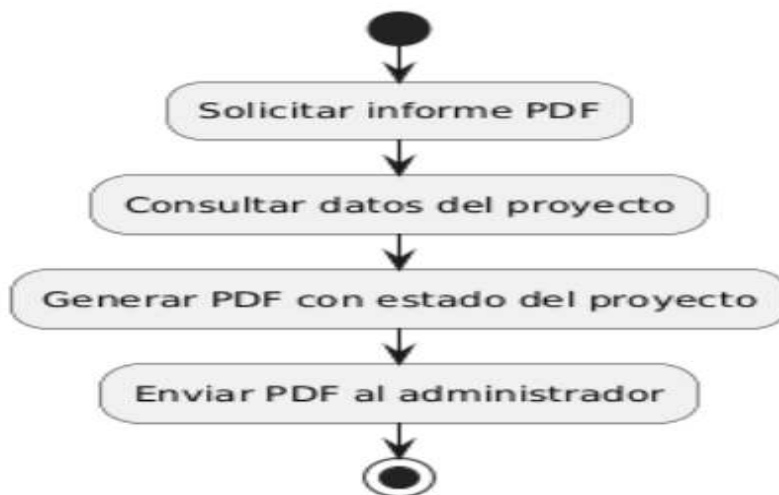 Solicitar informe PDF
Consultar datos del proyecto
Generar PDF con estado del proyecto
Enviar PDF al administrador